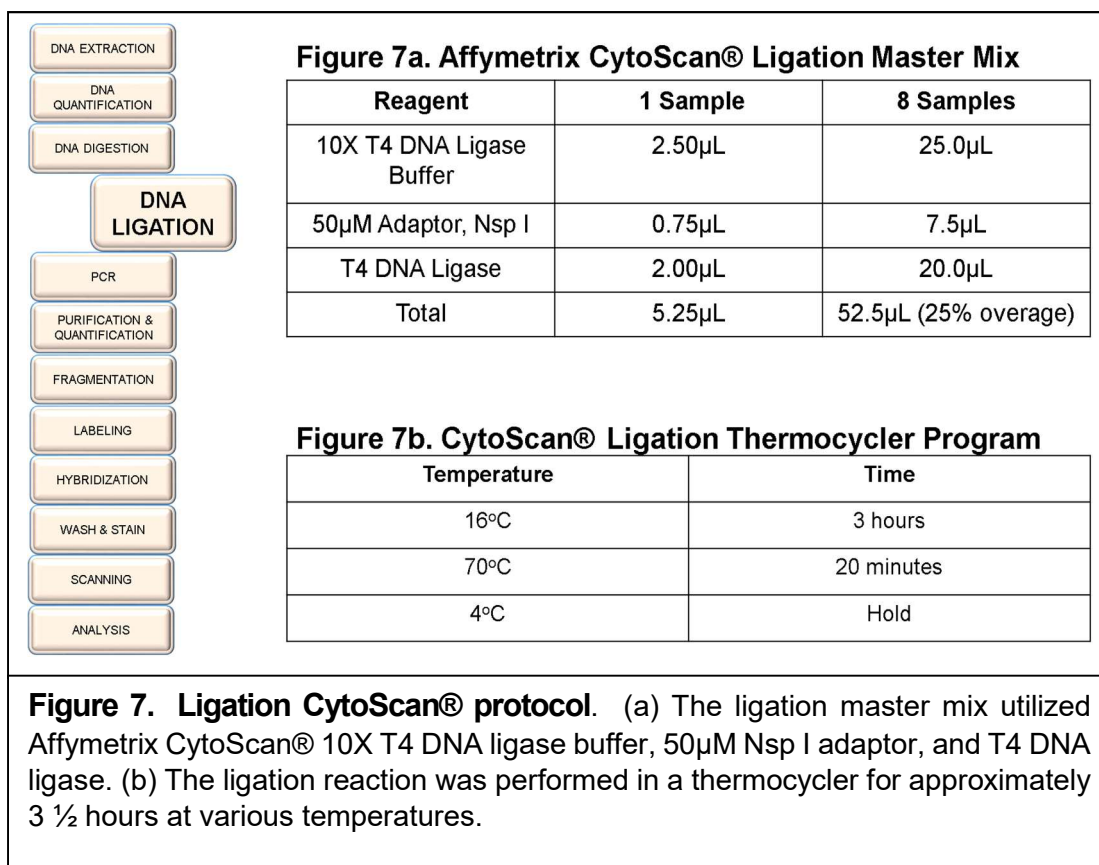 DNA EXTRACTION
DNA
QUANTIFICATION
DNA DIGESTION
DNA
LIGATION
PCR
PURIFICATION &
QUANTIFICATION
FRAGMENTATION
LABELING
HYBRIDIZATION
WASH & STAIN
SCANNING
ANALYSIS
Figure 7a. Affymetrix CytoScan® Ligation Master Mix
Reagent 1 Sample 8 Samples
10X T4 DNA Ligase
Buffer 2.50µL 25.0µL
50µM Adaptor, Nsp I 0.75µL 7.5µL
T4 DNA Ligase 2.00µL 20.0µL
Total 5.25µL 52.5µL (25% overage)
Figure 7b. CytoScan® Ligation Thermocycler Program
Temperature Time
16°C 3 hours
70°C 20 minutes
4°C Hold
Figure 7. Ligation CytoScan® protocol. (a) The ligation master mix utilized
Affymetrix CytoScan® 10X T4 DNA ligase buffer, 50µM Nsp I adaptor, and T4 DNA
ligase. (b) The ligation reaction was performed in a thermocycler for approximately
3 ½ hours at various temperatures.